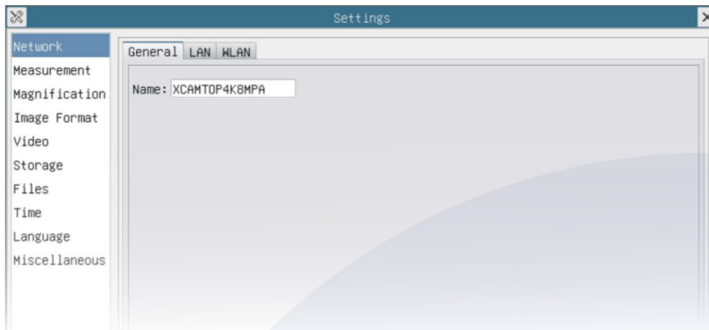 Settings
Network
Measurement
Magnification
Image Format
Video
Storage
Files
Time
Language
Miscellaneous
General LAN WLAN
Name: XCAMTOP4K8MPA